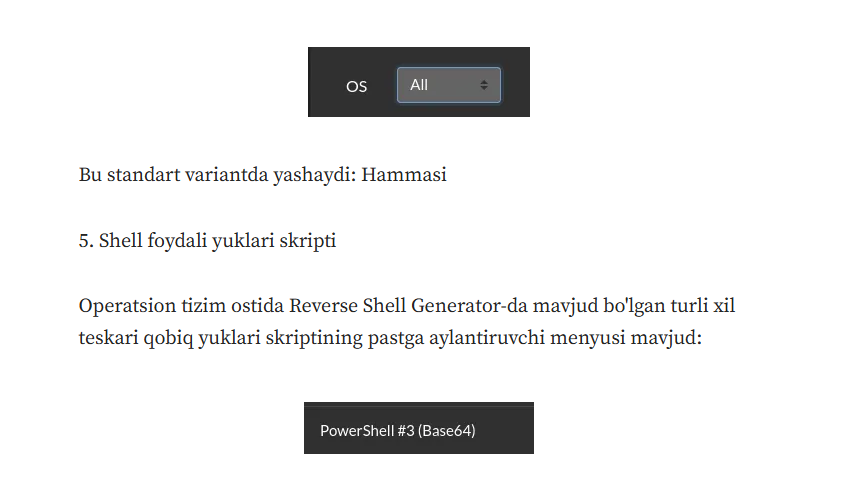 OS All
Bu standart variantda yashaydi: Hammasi
5. Shell foydali yuklari skripti
Operatsion tizim ostida Reverse Shell Generator-da mavjud bo'lgan turli xil
teskari qobiq yuklari skriptining pastga aylantiruvchi menyusi mavjud:
PowerShell #3 (Base64)